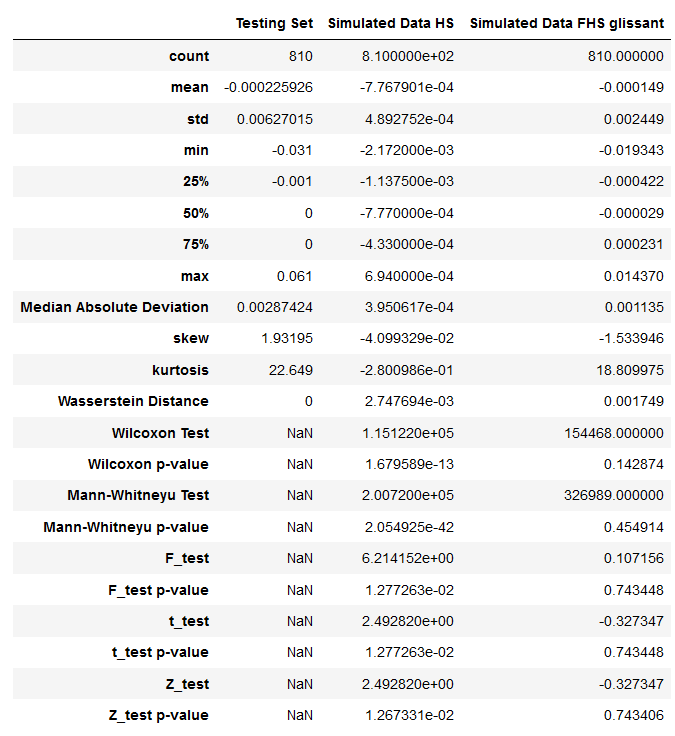 Testing Set Simulated Data HS Simulated Data FHS glissant
count 810 8.100000e+02 810.000000
mean -0.000225926 -7.767901e-04 -0.000149
std 0.00627015 4.892752e-04 0.002449
min -0.031 -2.172000e-03 -0.019343
25% -0.001 -1.137500e-03 -0.000422
50% 0 -7.770000e-04 -0.000029
75% 0 -4.330000e-04 0.000231
max 0.061 6.940000e-04 0.014370
Median Absolute Deviation 0.00287424 3.950617e-04 0.001135
skew 1.93195 -4.099329e-02 -1.533946
kurtosis 22.649 -2.800986e-01 18.809975
Wasserstein Distance 0 2.747694e-03 0.001749
Wilcoxon Test NaN 1.151220e+05 154468.000000
Wilcoxon p-value NaN 1.679589e-13 0.142874
Mann-Whitneyu Test NaN 2.007200e+05 326989.000000
Mann-Whitneyu p-value NaN 2.054925e-42 0.454914
F_test NaN 6.214152e+00 0.107156
F_test p-value NaN 1.277263e-02 0.743448
t_test NaN 2.492820e+00 -0.327347
t_test p-value NaN 1.277263e-02 0.743448
Z_test NaN 2.492820e+00 -0.327347
Z_test p-value NaN 1.267331e-02 0.743406